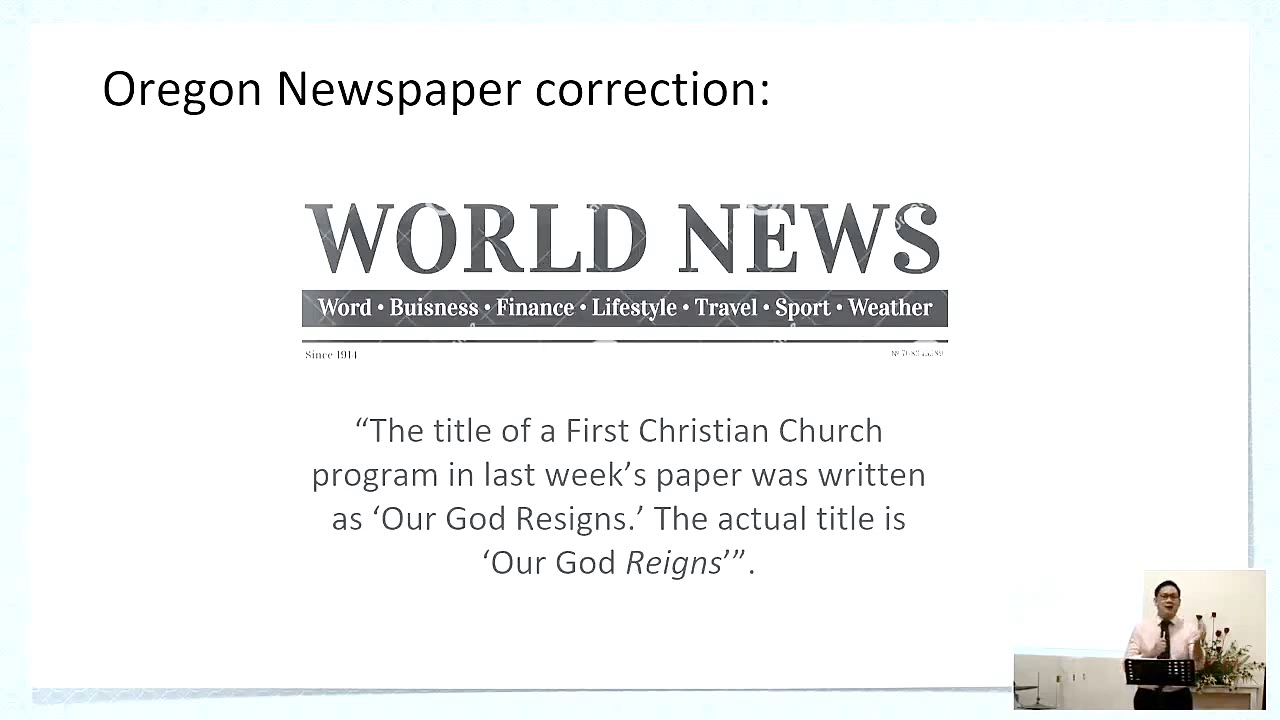 Oregon Newspaper correction:
WORLD NEWS
Word • Buisness • Finance • Lifestyle • Travel • Sport • Weather
Since 1914
“The title of a First Christian Church
program in last week’s paper was written
as ‘Our God Resigns.’ The actual title is
‘Our God Reigns’”.